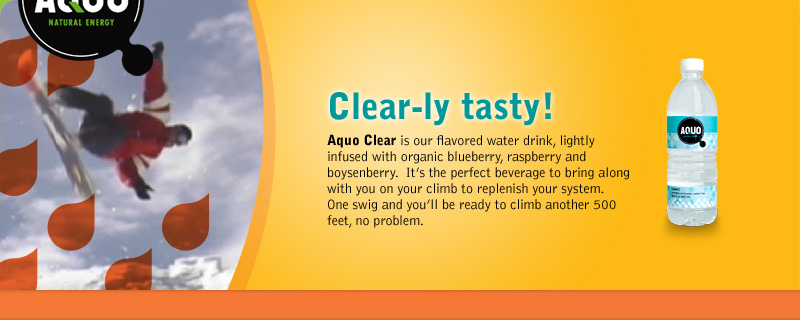 AQUO
NATURAL ENERGY
Clear-ly tasty!
Aquo Clear is our flavored water drink, lightly
infused with organic blueberry, raspberry and
boysenberry. It's the perfect beverage to bring along
with you on your climb to replenish your system.
One swig and you'll be ready to climb another 500
feet, no problem.
AQUO